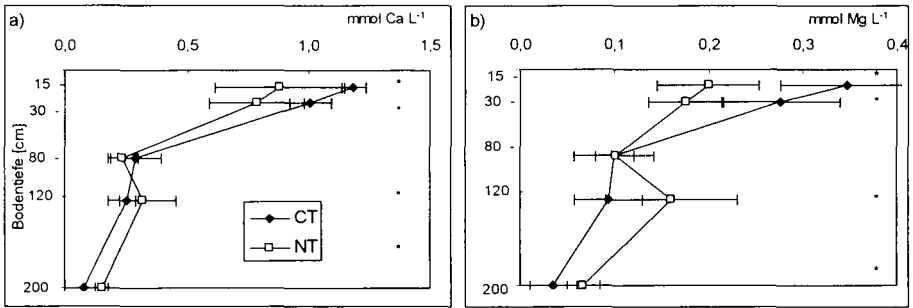 a)
mmol Ca L⁻¹
0,0 0,5 1,0 1,5
15 -
30 -
80 -
120 -
200
Bodentiefe [cm]
*
*
*
*
CT
NT
b)
mmol Mg L⁻¹
0,0 0,1 0,2 0,3 0,4
15 -
30 -
80 -
120
200
*
*
*
*